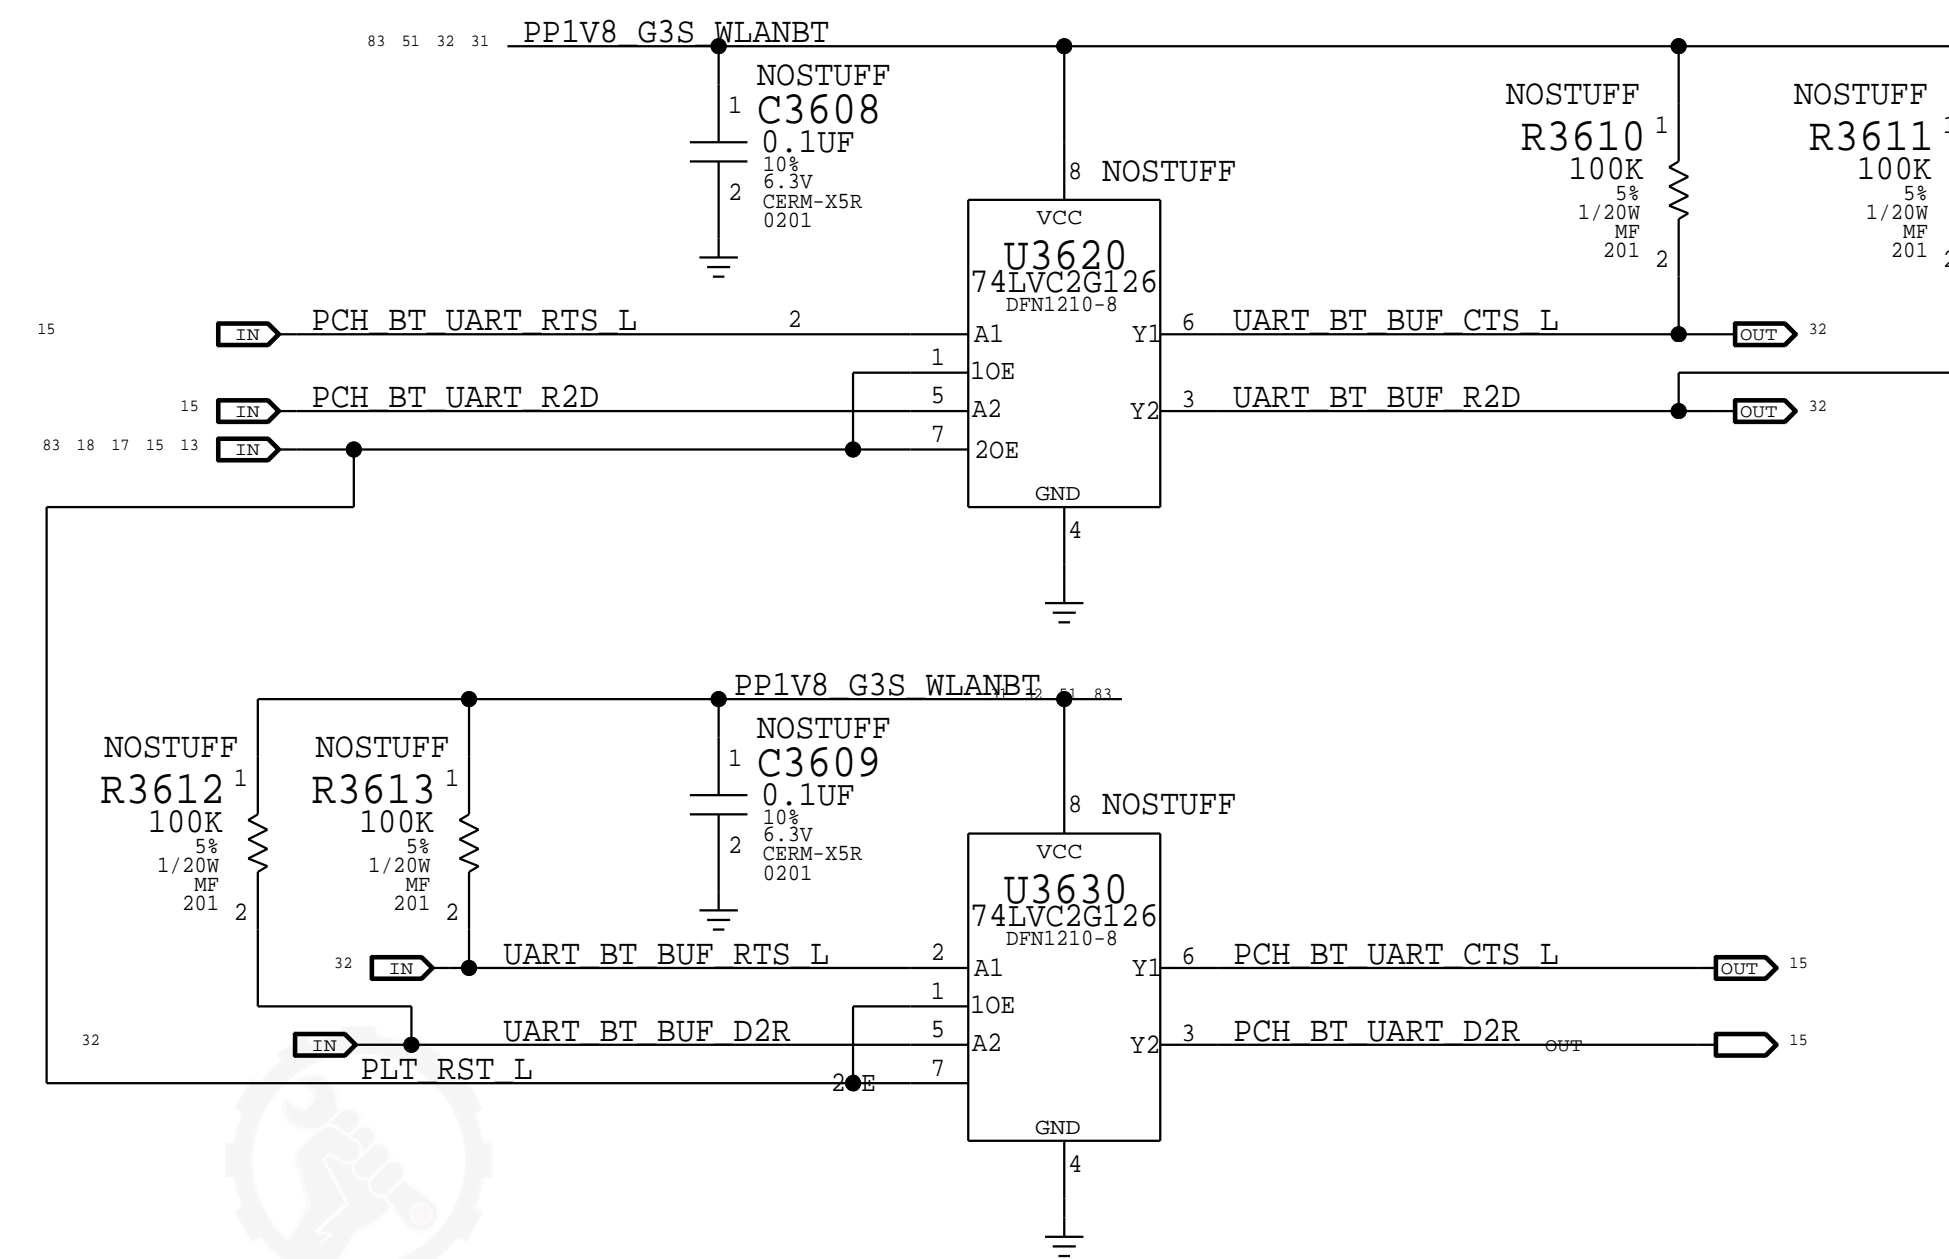 83 51 32 31 PP1V8_G3S_WLANBT
NOSTUFF
1 C3608
0.1UF
10%
6.3V
2 CERM-X5R
0201
8 NOSTUFF
VCC
U3620
74LVC2G126
DFN1210-8
NOSTUFF
R3610 1
100K
5%
1/20W
MF
201 2
NOSTUFF
R3611 1
100K
5%
1/20W
MF
201 2
15 IN PCH_BT_UART_RTS_L 2 A1 Y1 6 UART_BT_BUF_CTS_L OUT 32
1 1OE
15 IN PCH_BT_UART_R2D 5 A2 Y2 3 UART_BT_BUF_R2D OUT 32
83 18 17 15 13 IN 7 2OE
GND
4
PP1V8_G3S_WLANBT 31 32 51 83
NOSTUFF
R3612 1
100K
5%
1/20W
MF
201 2
NOSTUFF
R3613 1
100K
5%
1/20W
MF
201 2
NOSTUFF
1 C3609
0.1UF
10%
6.3V
2 CERM-X5R
0201
8 NOSTUFF
VCC
U3630
74LVC2G126
DFN1210-8
32 IN UART_BT_BUF_RTS_L 2 A1 Y1 6 PCH_BT_UART_CTS_L OUT 15
1 1OE
32 IN UART_BT_BUF_D2R 5 A2 Y2 3 PCH_BT_UART_D2R OUT 15
PLT_RST_L 2OE 7
GND
4